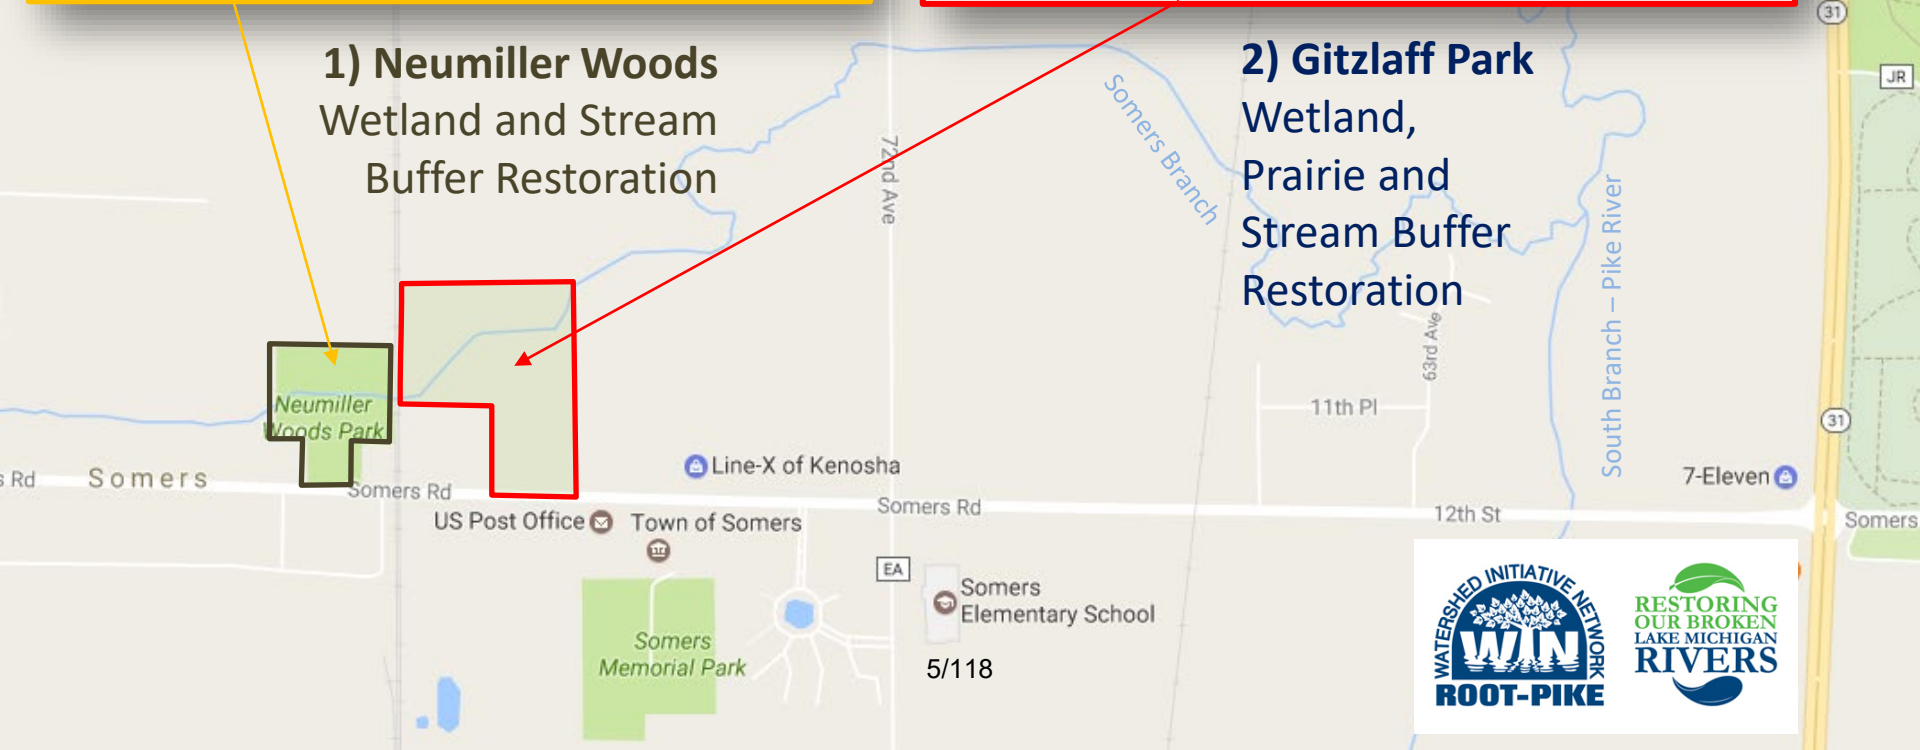 31
JR
1) Neumiller Woods
Wetland and Stream
Buffer Restoration
2) Gitzlaff Park
Wetland,
Prairie and
Stream Buffer
Restoration
Somers Branch
72nd Ave
South Branch – Pike River
63rd Ave
11th Pl
31
Neumiller
Woods Park
Somers
s Rd
Somers Rd
Line-X of Kenosha
7-Eleven
US Post Office
Town of Somers
Somers Rd
12th St
Somers
EA
Somers
Elementary School
Somers
Memorial Park
5/118
WATERSHED INITIATIVE NETWORK
WIN
ROOT-PIKE
RESTORING
OUR BROKEN
LAKE MICHIGAN
RIVERS